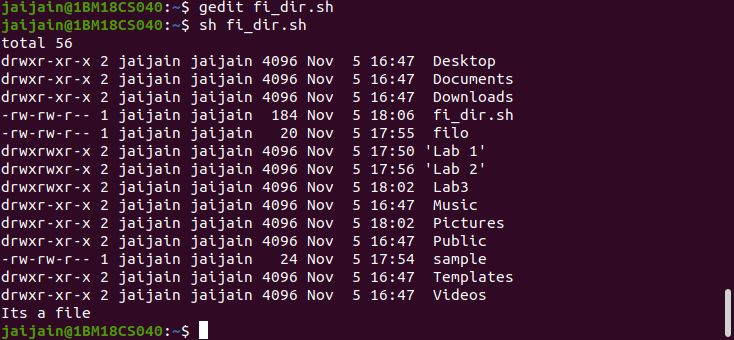 jaijain@1BM18CS040:~$ gedit fi_dir.sh
jaijain@1BM18CS040:~$ sh fi_dir.sh
total 56
drwxr-xr-x 2 jaijain jaijain 4096 Nov  5 16:47  Desktop
drwxr-xr-x 2 jaijain jaijain 4096 Nov  5 16:47  Documents
drwxr-xr-x 2 jaijain jaijain 4096 Nov  5 16:47  Downloads
-rw-rw-r-- 1 jaijain jaijain  184 Nov  5 18:06  fi_dir.sh
-rw-rw-r-- 1 jaijain jaijain   20 Nov  5 17:55  filo
drwxrwxr-x 2 jaijain jaijain 4096 Nov  5 17:50 'Lab 1'
drwxrwxr-x 2 jaijain jaijain 4096 Nov  5 17:56 'Lab 2'
drwxrwxr-x 2 jaijain jaijain 4096 Nov  5 18:02  Lab3
drwxr-xr-x 2 jaijain jaijain 4096 Nov  5 16:47  Music
drwxr-xr-x 2 jaijain jaijain 4096 Nov  5 18:02  Pictures
drwxr-xr-x 2 jaijain jaijain 4096 Nov  5 16:47  Public
-rw-rw-r-- 1 jaijain jaijain   24 Nov  5 17:54  sample
drwxr-xr-x 2 jaijain jaijain 4096 Nov  5 16:47  Templates
drwxr-xr-x 2 jaijain jaijain 4096 Nov  5 16:47  Videos
Its a file
jaijain@1BM18CS040:~$